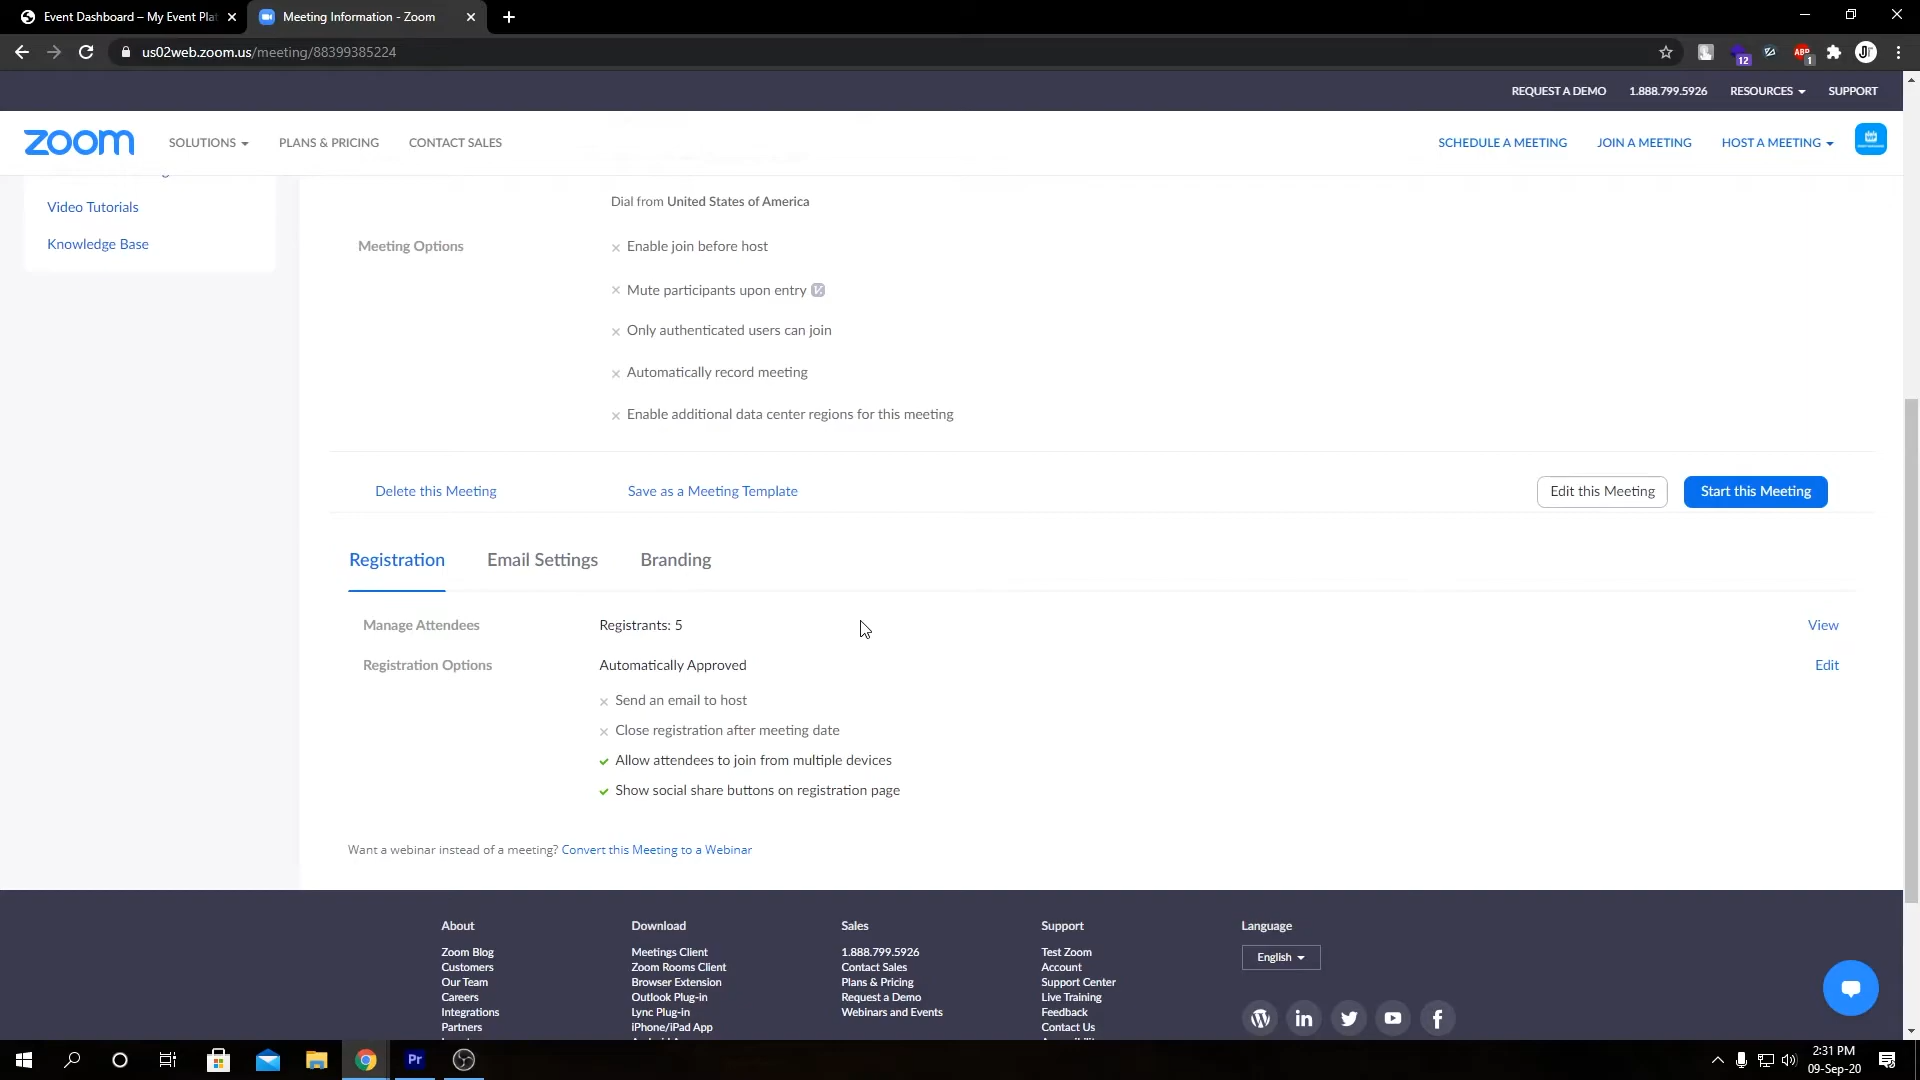 Event Dashboard – My Event Plat
Meeting Information - Zoom
us02web.zoom.us/meeting/88399385224
12
ABP
1
REQUEST A DEMO
1.888.799.5926
RESOURCES
SUPPORT
zoom
SOLUTIONS
PLANS & PRICING
CONTACT SALES
SCHEDULE A MEETING
JOIN A MEETING
HOST A MEETING
Video Tutorials
Knowledge Base
Dial from United States of America
Meeting Options
Enable join before host
Mute participants upon entry
Only authenticated users can join
Automatically record meeting
Enable additional data center regions for this meeting
Delete this Meeting
Save as a Meeting Template
Edit this Meeting
Start this Meeting
Registration
Email Settings
Branding
Manage Attendees
Registrants: 5
View
Registration Options
Automatically Approved
Edit
Send an email to host
Close registration after meeting date
Allow attendees to join from multiple devices
Show social share buttons on registration page
Want a webinar instead of a meeting? Convert this Meeting to a Webinar
About
Zoom Blog
Customers
Our Team
Careers
Integrations
Partners
Download
Meetings Client
Zoom Rooms Client
Browser Extension
Outlook Plug-in
Lync Plug-in
iPhone/iPad App
Sales
1.888.799.5926
Contact Sales
Plans & Pricing
Request a Demo
Webinars and Events
Support
Test Zoom
Account
Support Center
Live Training
Feedback
Contact Us
Language
English
Pr
2:31 PM
09-Sep-20